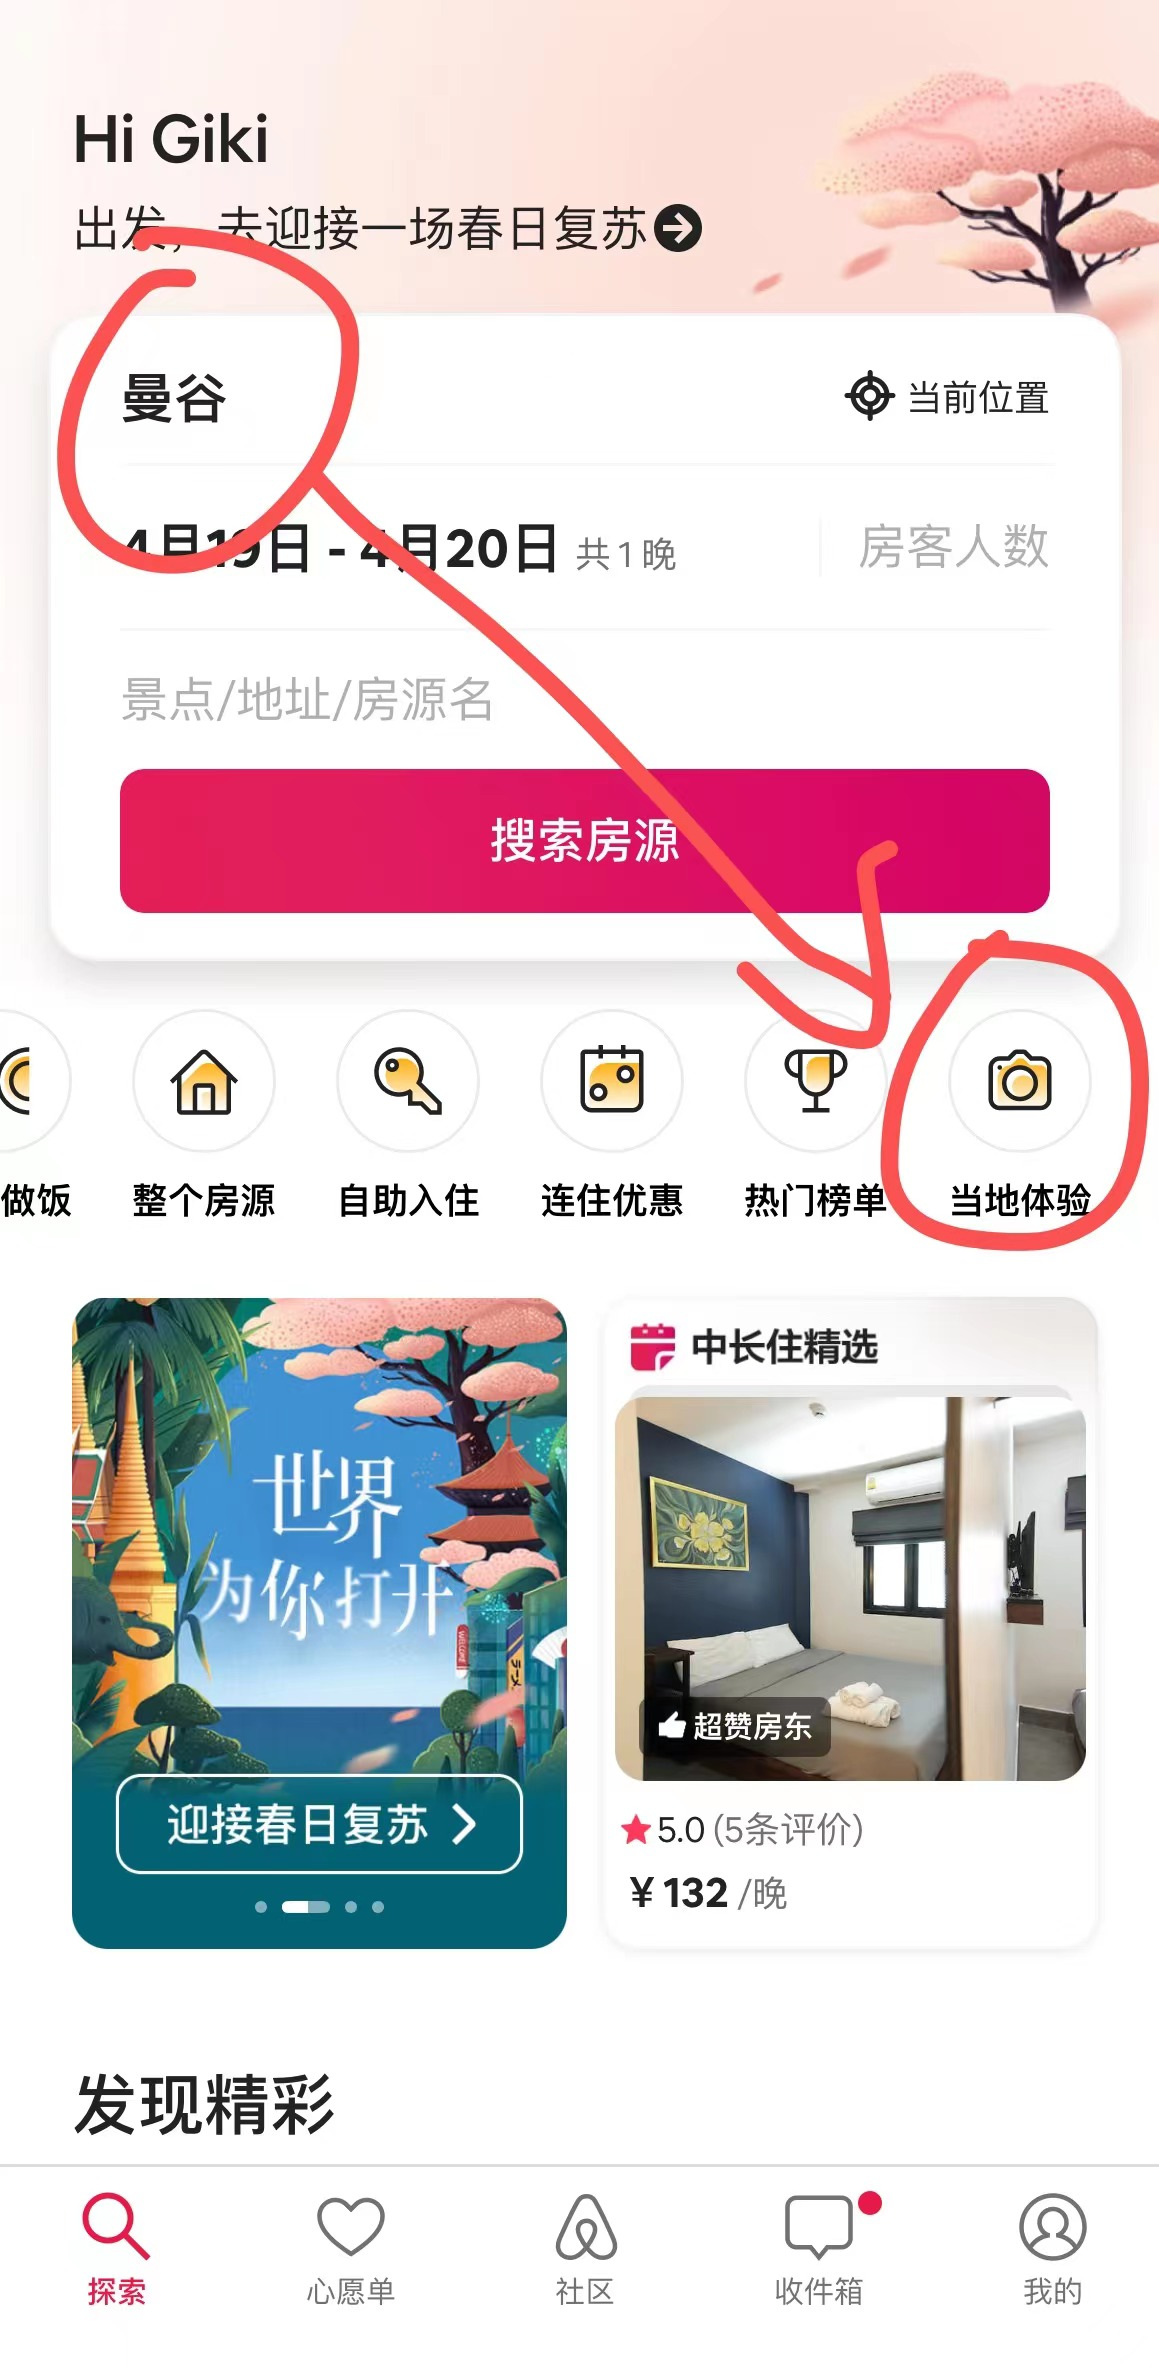 Hi Giki
出发，去迎接一场春日复苏
曼谷
当前位置
4月19日 - 4月20日 共1晚
房客人数
景点/地址/房源名
搜索房源
做饭
整个房源
自助入住
连住优惠
热门榜单
当地体验
世界
为你打开
WELCOME
ラーメ
迎接春日复苏
中长住精选
超赞房东
5.0 (5条评价)
¥ 132 /晚
发现精彩
探索
心愿单
社区
收件箱
我的